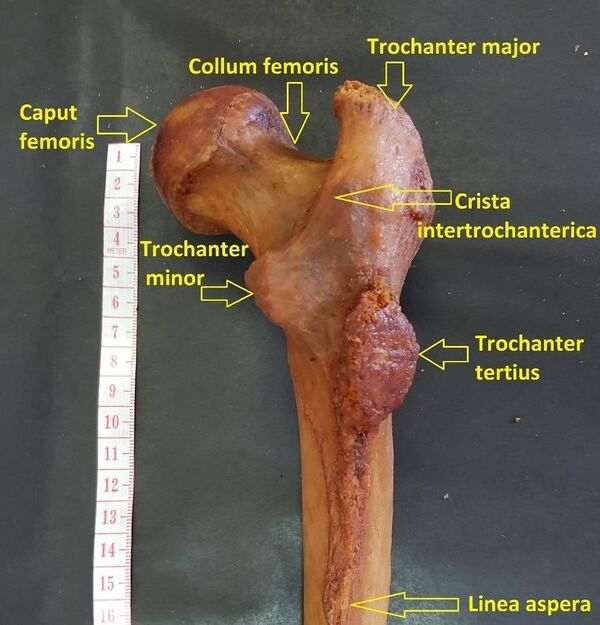 Trochanter major
Collum femoris
Caput
femoris
Crista
intertrochanterica
Trochanter
minor
Trochanter
tertius
Linea aspera
1
2
3
4
METER
5
6
7
8
9
10
11
12
13
14
15
16